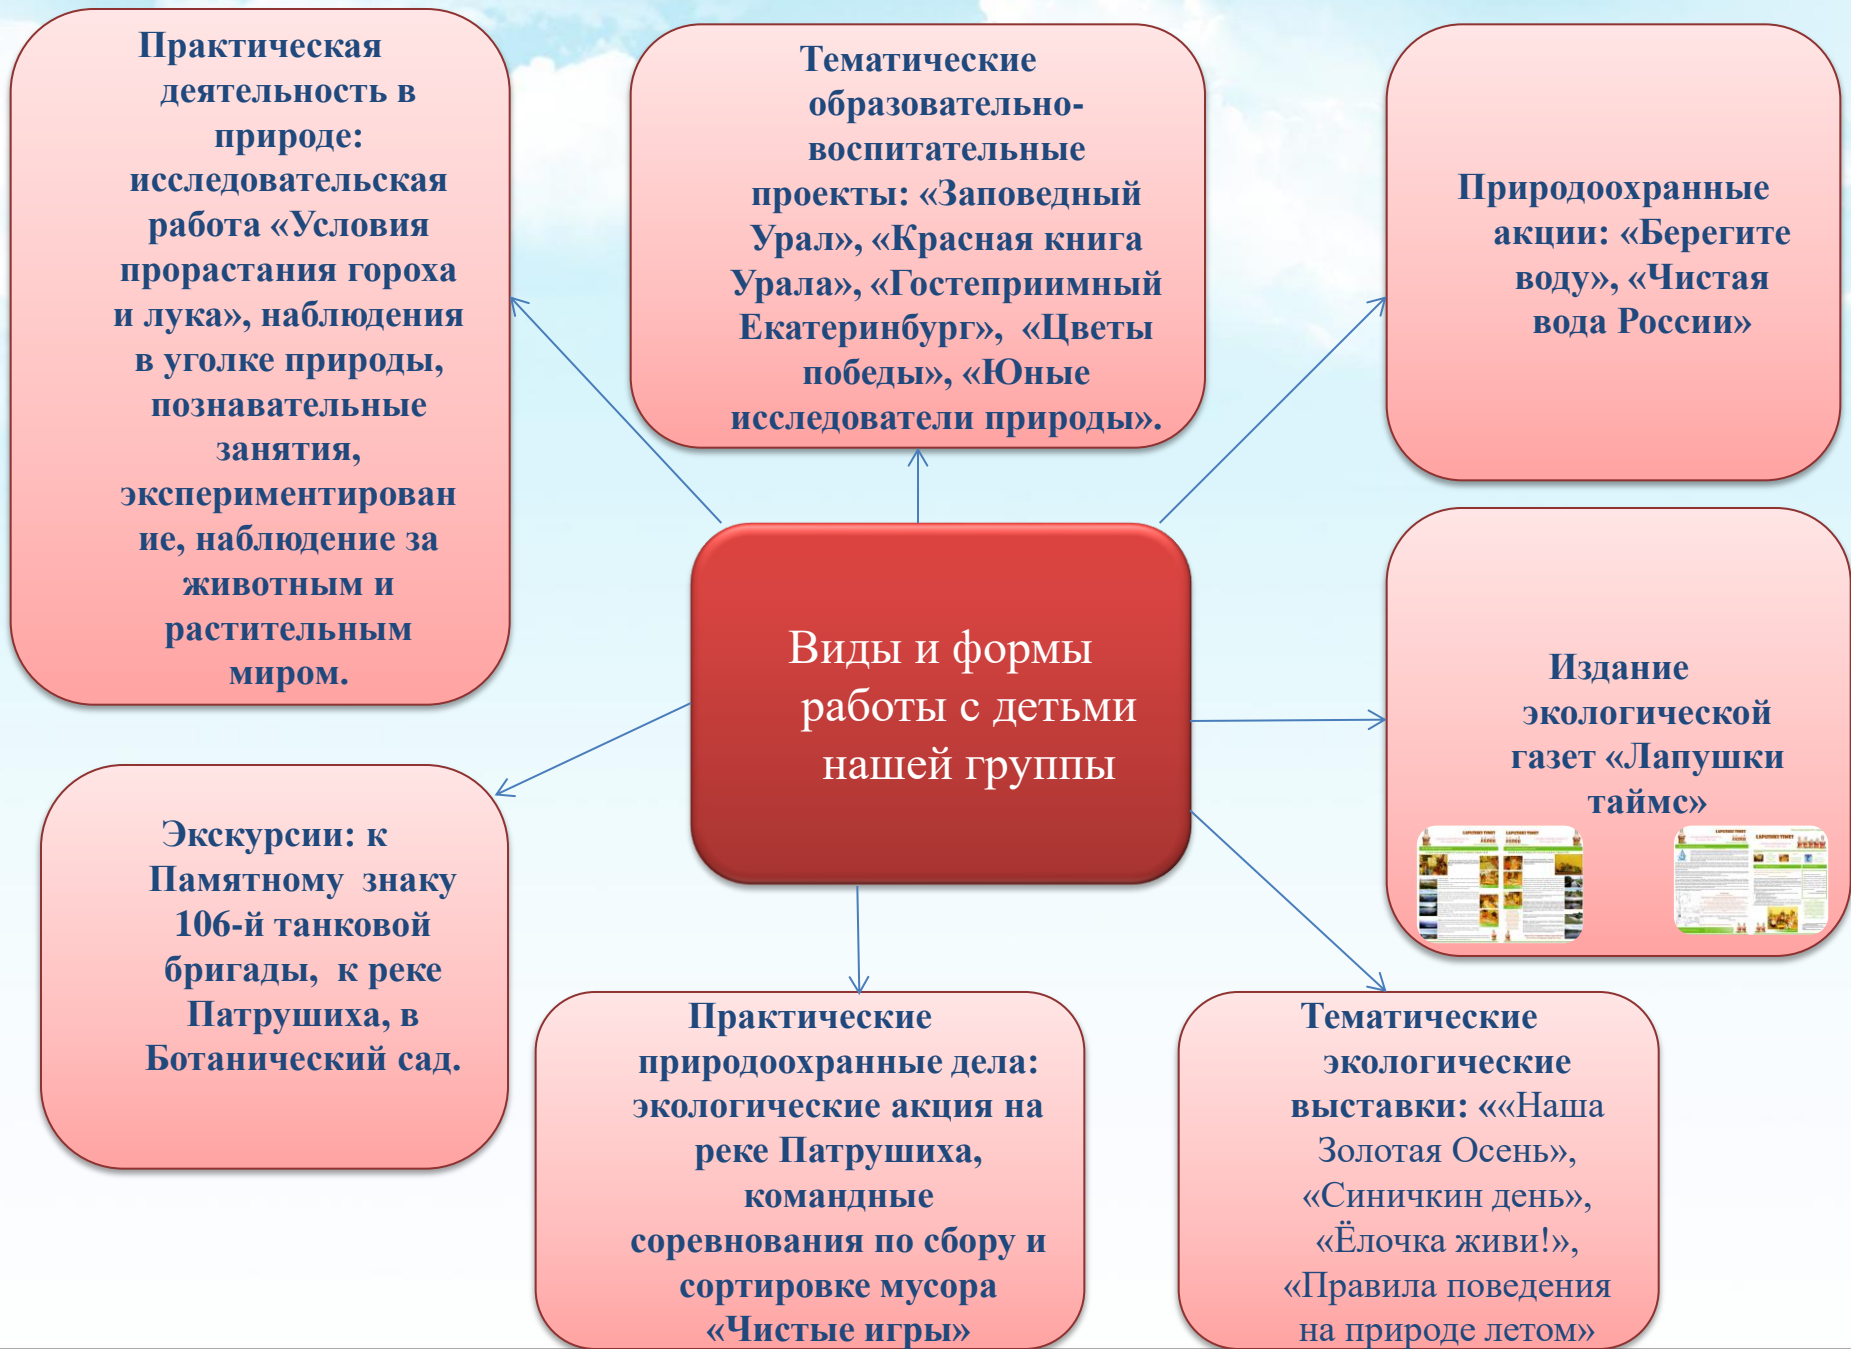 Практическая
деятельность в
природе:
исследовательская
работа «Условия
прорастания гороха
и лука», наблюдения
в уголке природы,
познавательные
занятия,
экспериментирован
ие, наблюдение за
животным и
растительным
миром.
Тематические
образовательно-
воспитательные
проекты: «Заповедный
Урал», «Красная книга
Урала», «Гостеприимный
Екатеринбург», «Цветы
победы», «Юные
исследователи природы».
Природоохранные
акции: «Берегите
воду», «Чистая
вода России»
Виды и формы
работы с детьми
нашей группы
Издание
экологической
газет «Лапушки
таймс»
Экскурсии: к
Памятному знаку
106-й танковой
бригады, к реке
Патрушиха, в
Ботанический сад.
Практические
природоохранные дела:
экологические акция на
реке Патрушиха,
командные
соревнования по сбору и
сортировке мусора
«Чистые игры»
Тематические
экологические
выставки: ««Наша
Золотая Осень»,
«Синичкин день»,
«Ёлочка живи!»,
«Правила поведения
на природе летом»